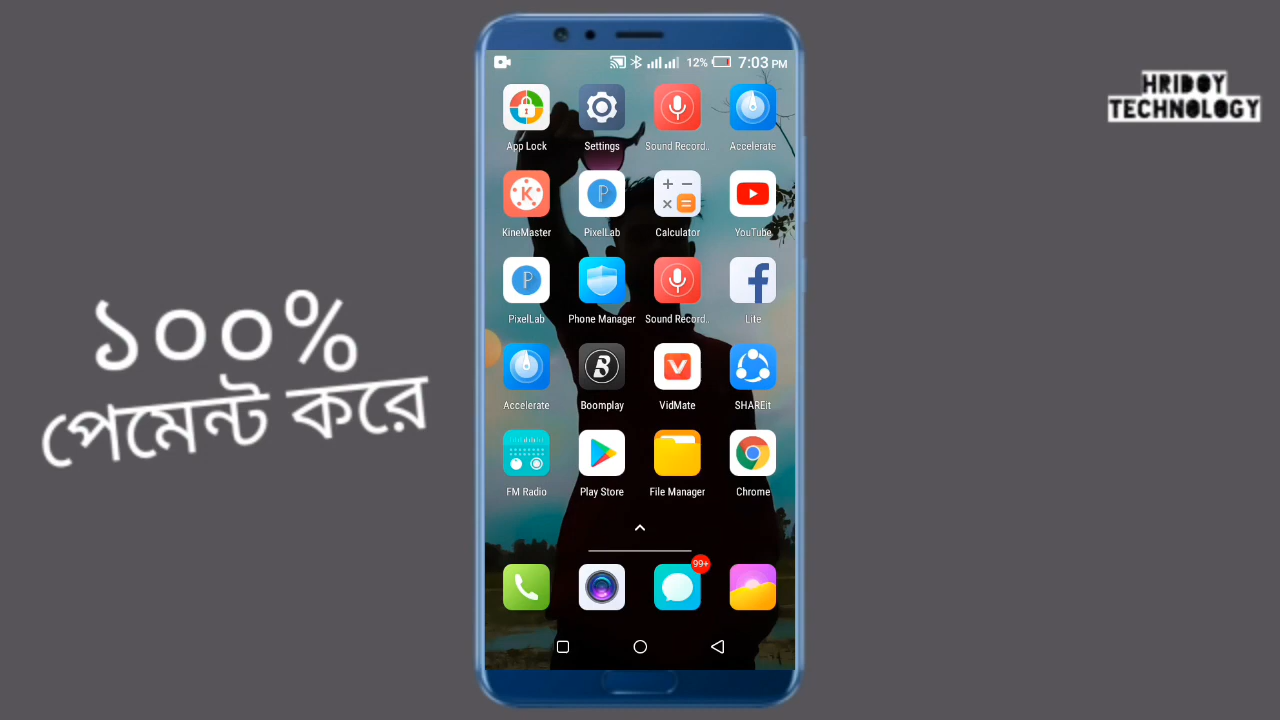 12% 7:03 PM
HRIDOY
TECHNOLOGY
App Lock Settings Sound Record.. Accelerate
KineMaster PixelLab Calculator YouTube
PixelLab Phone Manager Sound Record.. Lite
Accelerate Boomplay VidMate SHAREit
FM Radio Play Store File Manager Chrome
99+
১০০%
পেমেন্ট করে